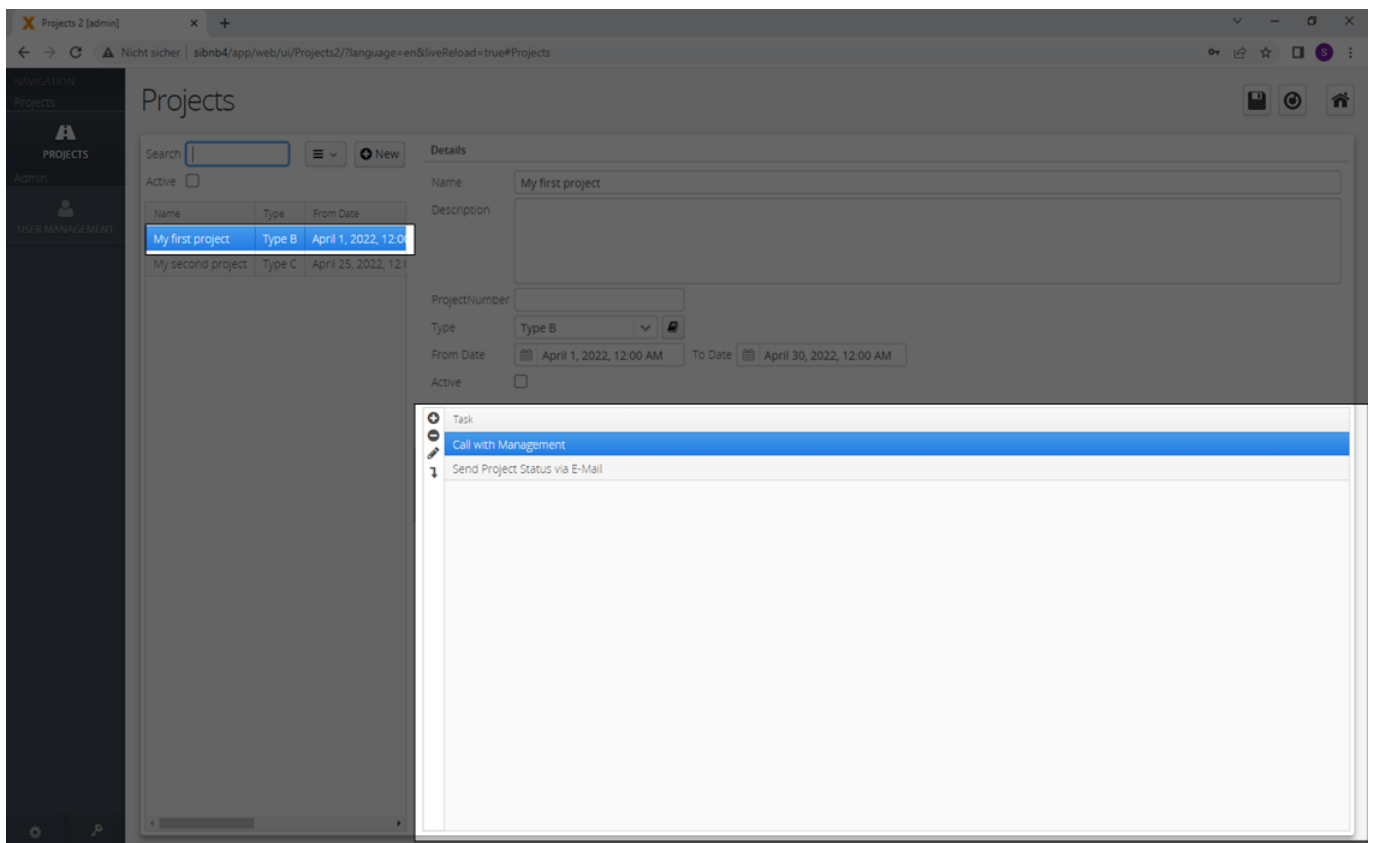 Projects 2 [admin]
Nicht sicher | sibnb4/app/web/ui/Projects2/?language=en&liveReload=true#Projects
S
NAVIGATION
Projects
PROJECTS
Admin
USER MANAGEMENT
Projects
Search
New
Active
Name Type From Date
My first project Type B April 1, 2022, 12:00
My second project Type C April 25, 2022, 12:
Details
Name My first project
Description
ProjectNumber
Type Type B
From Date April 1, 2022, 12:00 AM To Date April 30, 2022, 12:00 AM
Active
Task
Call with Management
Send Project Status via E-Mail